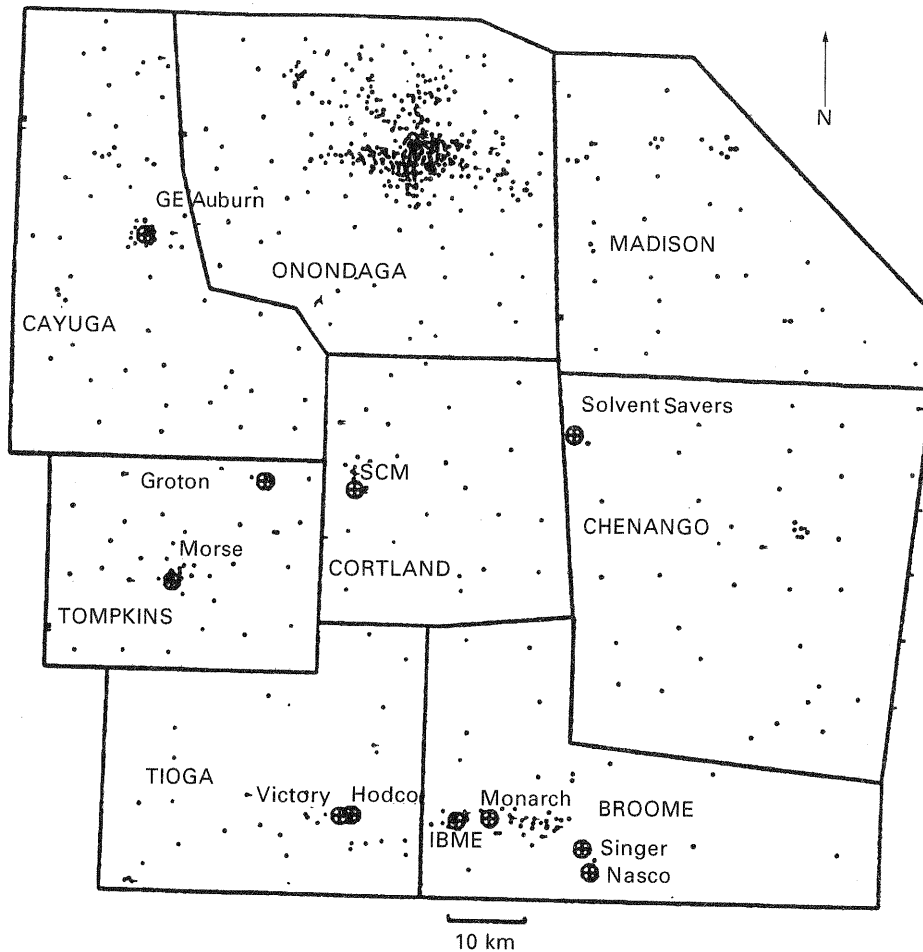 N
GE Auburn
MADISON
ONONDAGA
CAYUGA
Solvent Savers
Groton
SCM
CHENANGO
Morse
CORTLAND
TOMPKINS
TIOGA
Victory
Hodco
Monarch
BROOME
IBME
Singer
Nasco
10 km